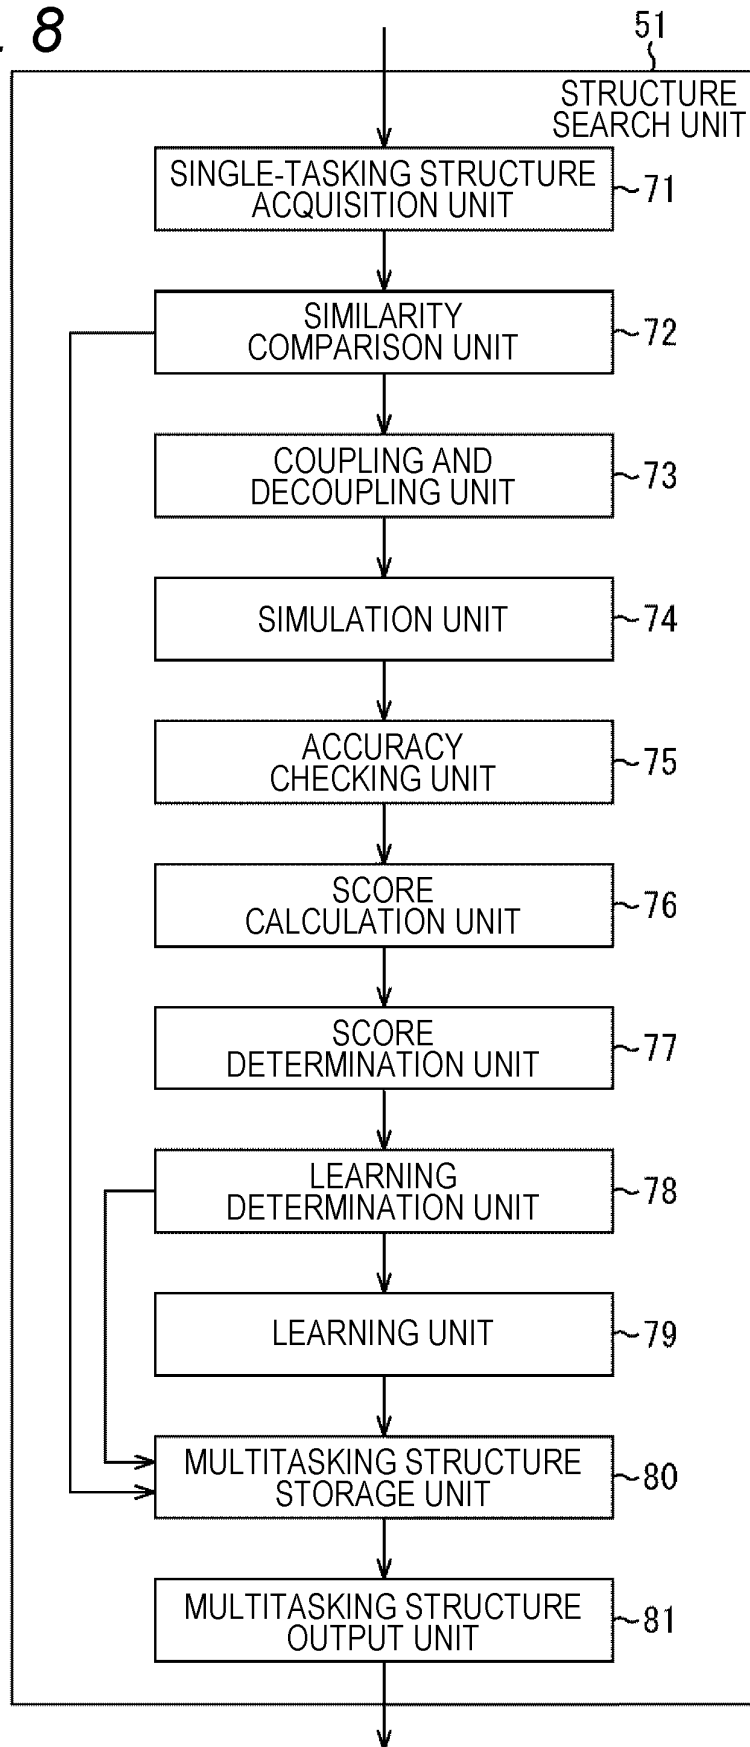 . 8
51
STRUCTURE
SEARCH UNIT
SINGLE-TASKING STRUCTURE
ACQUISITION UNIT
71
SIMILARITY
COMPARISON UNIT
72
COUPLING AND
DECOUPLING UNIT
73
SIMULATION UNIT
74
ACCURACY
CHECKING UNIT
75
SCORE
CALCULATION UNIT
76
SCORE
DETERMINATION UNIT
77
LEARNING
DETERMINATION UNIT
78
LEARNING UNIT
79
MULTITASKING STRUCTURE
STORAGE UNIT
80
MULTITASKING STRUCTURE
OUTPUT UNIT
81